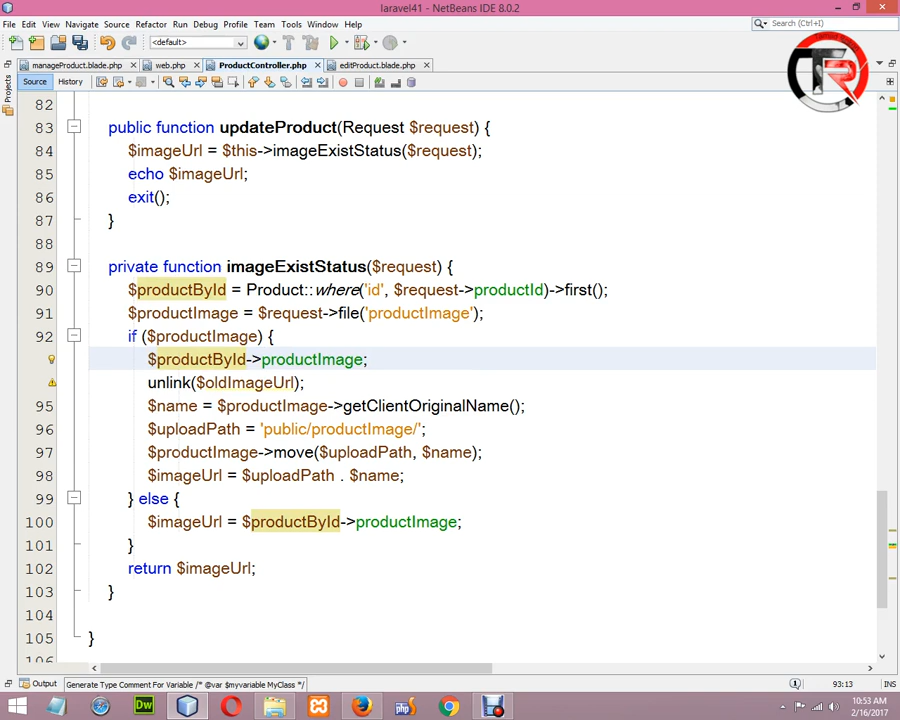 laravel41 - NetBeans IDE 8.0.2
File Edit View Navigate Source Refactor Run Debug Profile Team Tools Window Help
<default>
Search (Ctrl+I)
manageProduct.blade.php web.php ProductController.php editProduct.blade.php
Source History
Projects
82
83 public function updateProduct(Request $request) {
84 $imageUrl = $this->imageExistStatus($request);
85 echo $imageUrl;
86 exit();
87 }
88
89 private function imageExistStatus($request) {
90 $productById = Product::where('id', $request->productId)->first();
91 $productImage = $request->file('productImage');
92 if ($productImage) {
$productById->productImage;
unlink($oldImageUrl);
95 $name = $productImage->getClientOriginalName();
96 $uploadPath = 'public/productImage/';
97 $productImage->move($uploadPath, $name);
98 $imageUrl = $uploadPath . $name;
99 } else {
100 $imageUrl = $productById->productImage;
101 }
102 return $imageUrl;
103 }
104
105 }
106
Output Generate Type Comment For Variable /* @var $myvariable MyClass */ 93:13 INS
Dw php
10:53 AM
2/16/2017